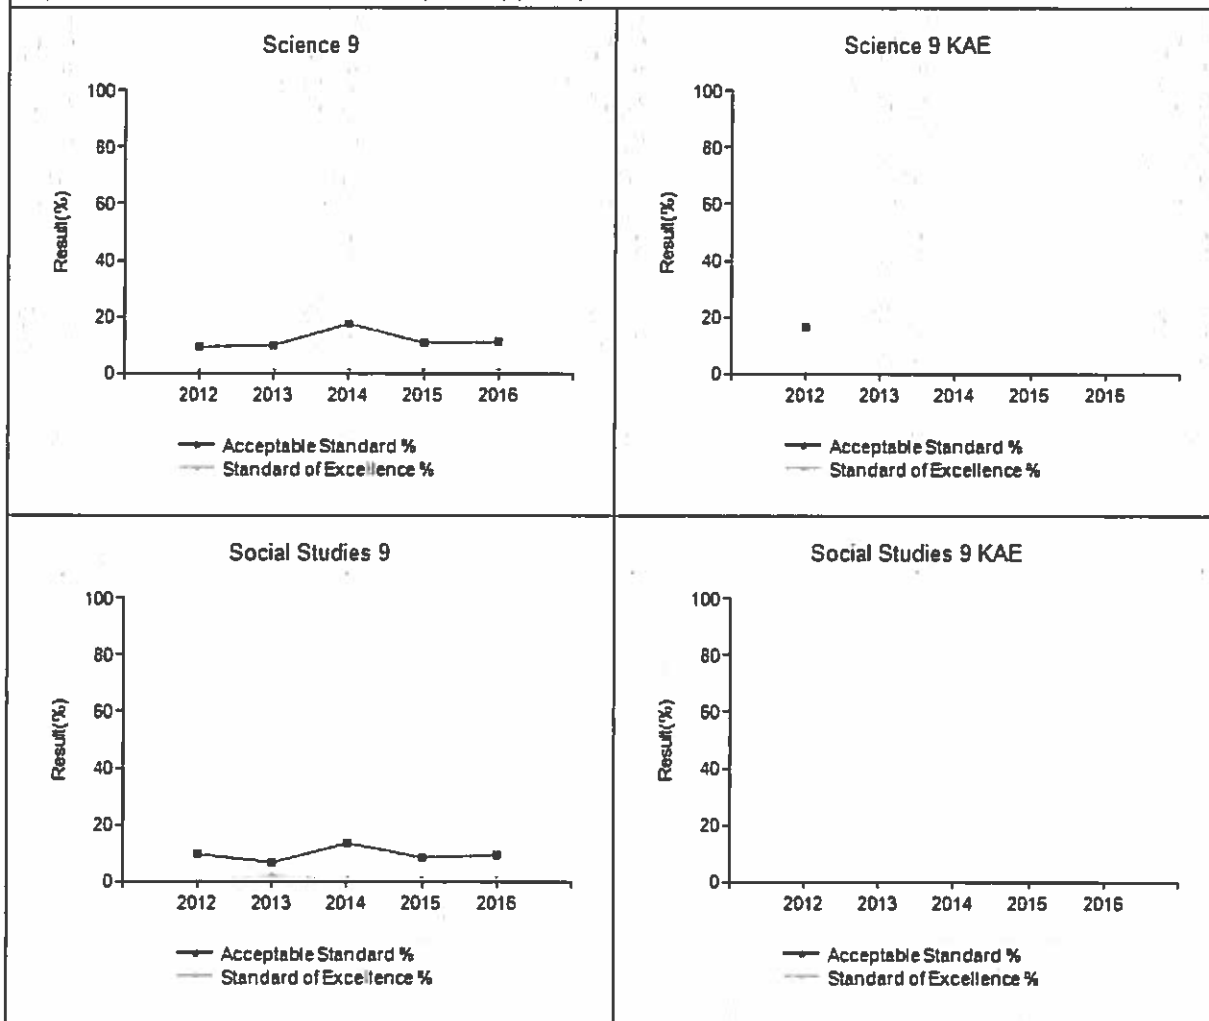 Science 9
100
80
60
40
20
0
Result(%)
2012 2013 2014 2015 2016
Acceptable Standard %
Standard of Excellence %
Science 9 KAE
100
80
60
40
20
0
Result(%)
2012 2013 2014 2015 2016
Acceptable Standard %
Standard of Excellence %
Social Studies 9
100
80
60
40
20
0
Result(%)
2012 2013 2014 2015 2016
Acceptable Standard %
Standard of Excellence %
Social Studies 9 KAE
100
80
60
40
20
0
Result(%)
2012 2013 2014 2015 2016
Acceptable Standard %
Standard of Excellence %